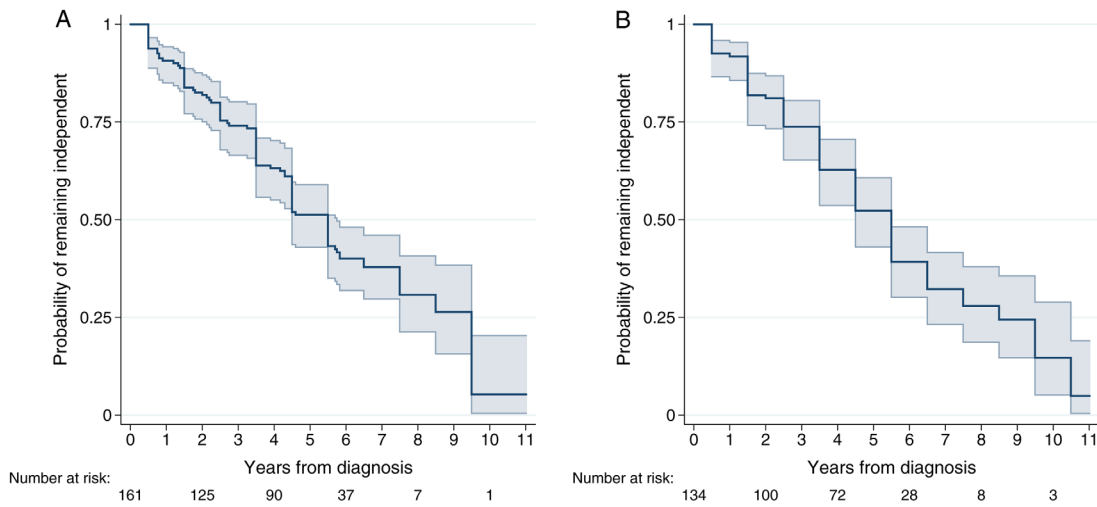 A
Probability of remaining independent
1
0.75
0.50
0.25
0
0 1 2 3 4 5 6 7 8 9 10 11
Years from diagnosis
Number at risk:
161 125 90 37 7 1
B
Probability of remaining independent
1
0.75
0.50
0.25
0
0 1 2 3 4 5 6 7 8 9 10 11
Years from diagnosis
Number at risk:
134 100 72 28 8 3